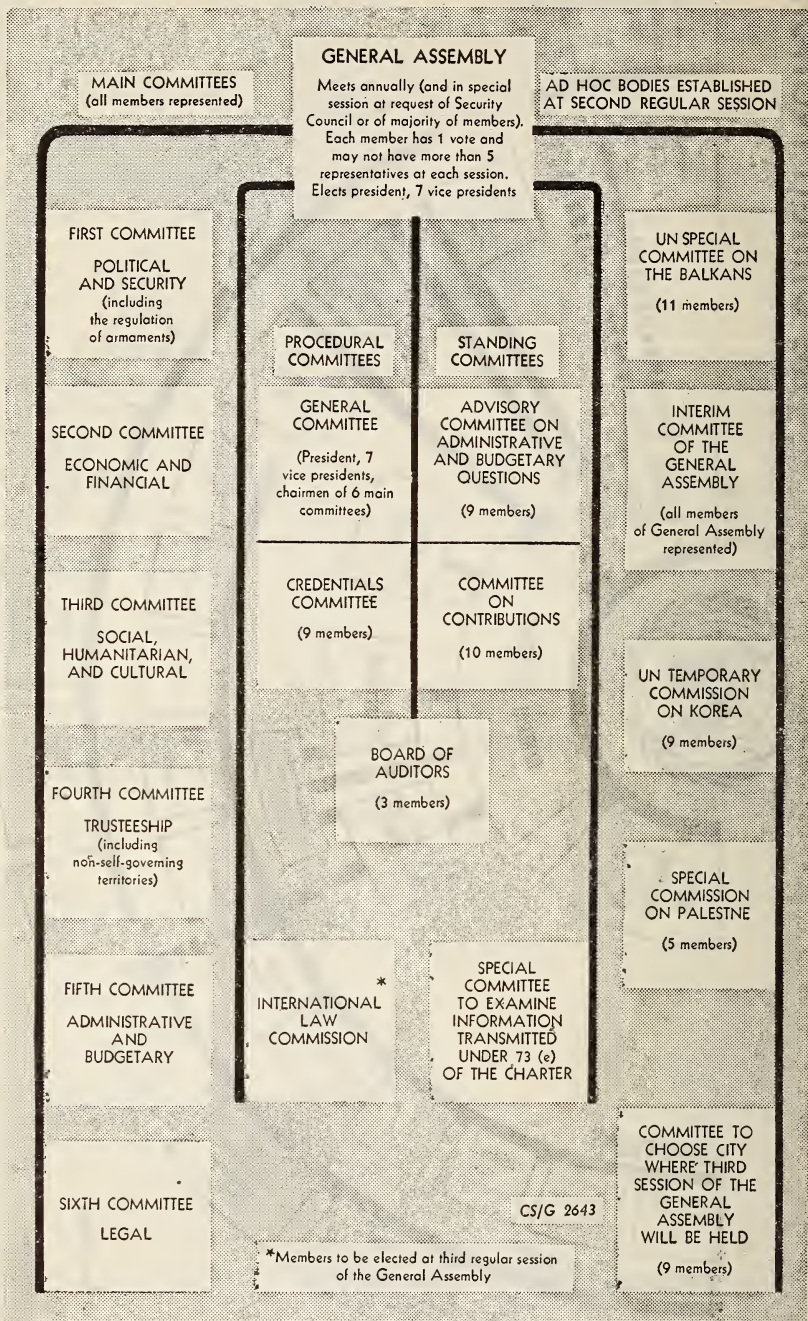 GENERAL ASSEMBLY
Meets annually (and in special
session at request of Security
Council or of majority of members).
Each member has 1 vote and
may not have more than 5
representatives at each session.
Elects president, 7 vice presidents
MAIN COMMITTEES
(all members represented)
AD HOC BODIES ESTABLISHED
AT SECOND REGULAR SESSION
FIRST COMMITTEE
POLITICAL
AND SECURITY
(including
the regulation
of armaments)
SECOND COMMITTEE
ECONOMIC AND
FINANCIAL
THIRD COMMITTEE
SOCIAL,
HUMANITARIAN,
AND CULTURAL
FOURTH COMMITTEE
TRUSTEESHIP
(including
non-self-governing
territories)
FIFTH COMMITTEE
ADMINISTRATIVE
AND
BUDGETARY
SIXTH COMMITTEE
LEGAL
PROCEDURAL
COMMITTEES
GENERAL
COMMITTEE
(President, 7
vice presidents,
chairmen of 6 main
committees)
CREDENTIALS
COMMITTEE
(9 members)
STANDING
COMMITTEES
ADVISORY
COMMITTEE ON
ADMINISTRATIVE
AND BUDGETARY
QUESTIONS
(9 members)
COMMITTEE
ON
CONTRIBUTIONS
(10 members)
BOARD OF
AUDITORS
(3 members)
*
INTERNATIONAL
LAW
COMMISSION
SPECIAL
COMMITTEE
TO EXAMINE
INFORMATION
TRANSMITTED
UNDER 73 (e)
OF THE CHARTER
UN SPECIAL
COMMITTEE ON
THE BALKANS
(11 members)
INTERIM
COMMITTEE
OF THE
GENERAL
ASSEMBLY
(all members
of General Assembly
represented)
UN TEMPORARY
COMMISSION
ON KOREA
(9 members)
SPECIAL
COMMISSION
ON PALESTNE
(5 members)
COMMITTEE TO
CHOOSE CITY
WHERE THIRD
SESSION OF THE
GENERAL
ASSEMBLY
WILL BE HELD
(9 members)
CS/G 2643
*Members to be elected at third regular session
of the General Assembly